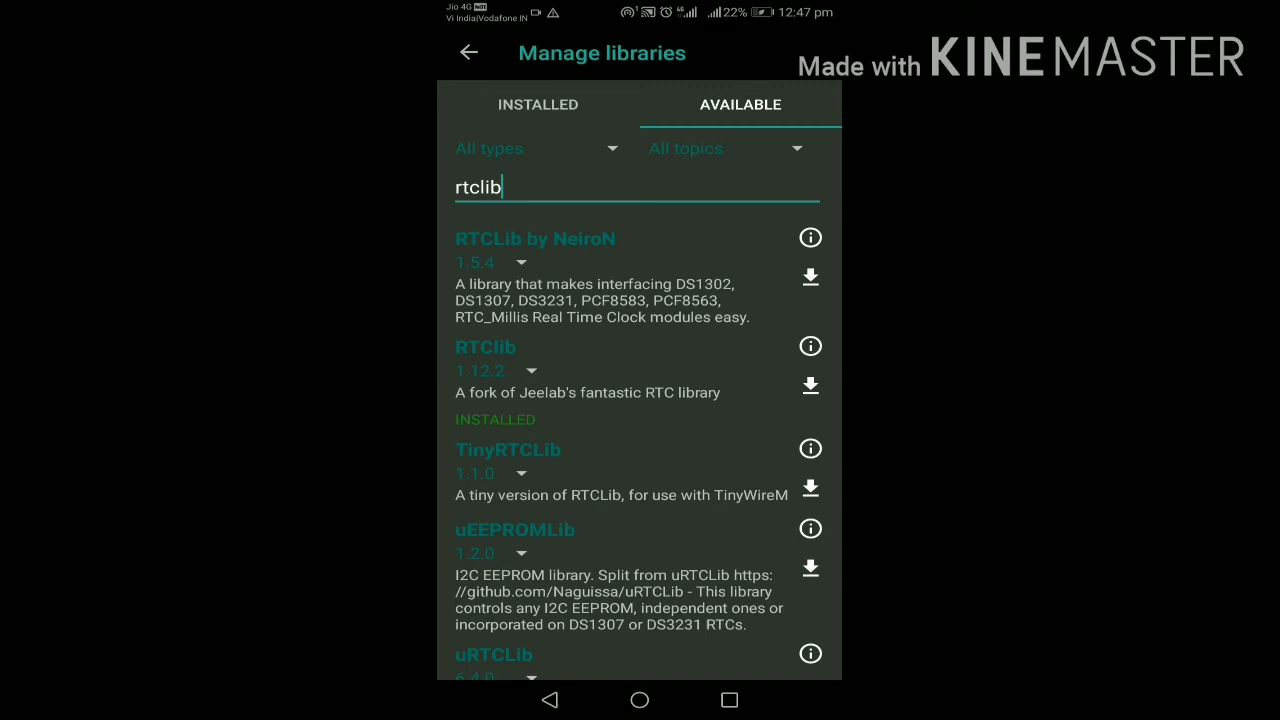 Jio 4G VoLTE
Vi India|Vodafone IN
22% 12:47 pm
Manage libraries
Made with KINEMASTER
INSTALLED AVAILABLE
All types All topics
rtclib
RTCLib by NeiroN
1.5.4
A library that makes interfacing DS1302,
DS1307, DS3231, PCF8583, PCF8563,
RTC_Millis Real Time Clock modules easy.
RTClib
1.12.2
A fork of Jeelab's fantastic RTC library
INSTALLED
TinyRTCLib
1.1.0
A tiny version of RTCLib, for use with TinyWireM
uEEPROMLib
1.2.0
I2C EEPROM library. Split from uRTCLib https:
//github.com/Naguissa/uRTCLib - This library
controls any I2C EEPROM, independent ones or
incorporated on DS1307 or DS3231 RTCs.
uRTCLib
6.4.0